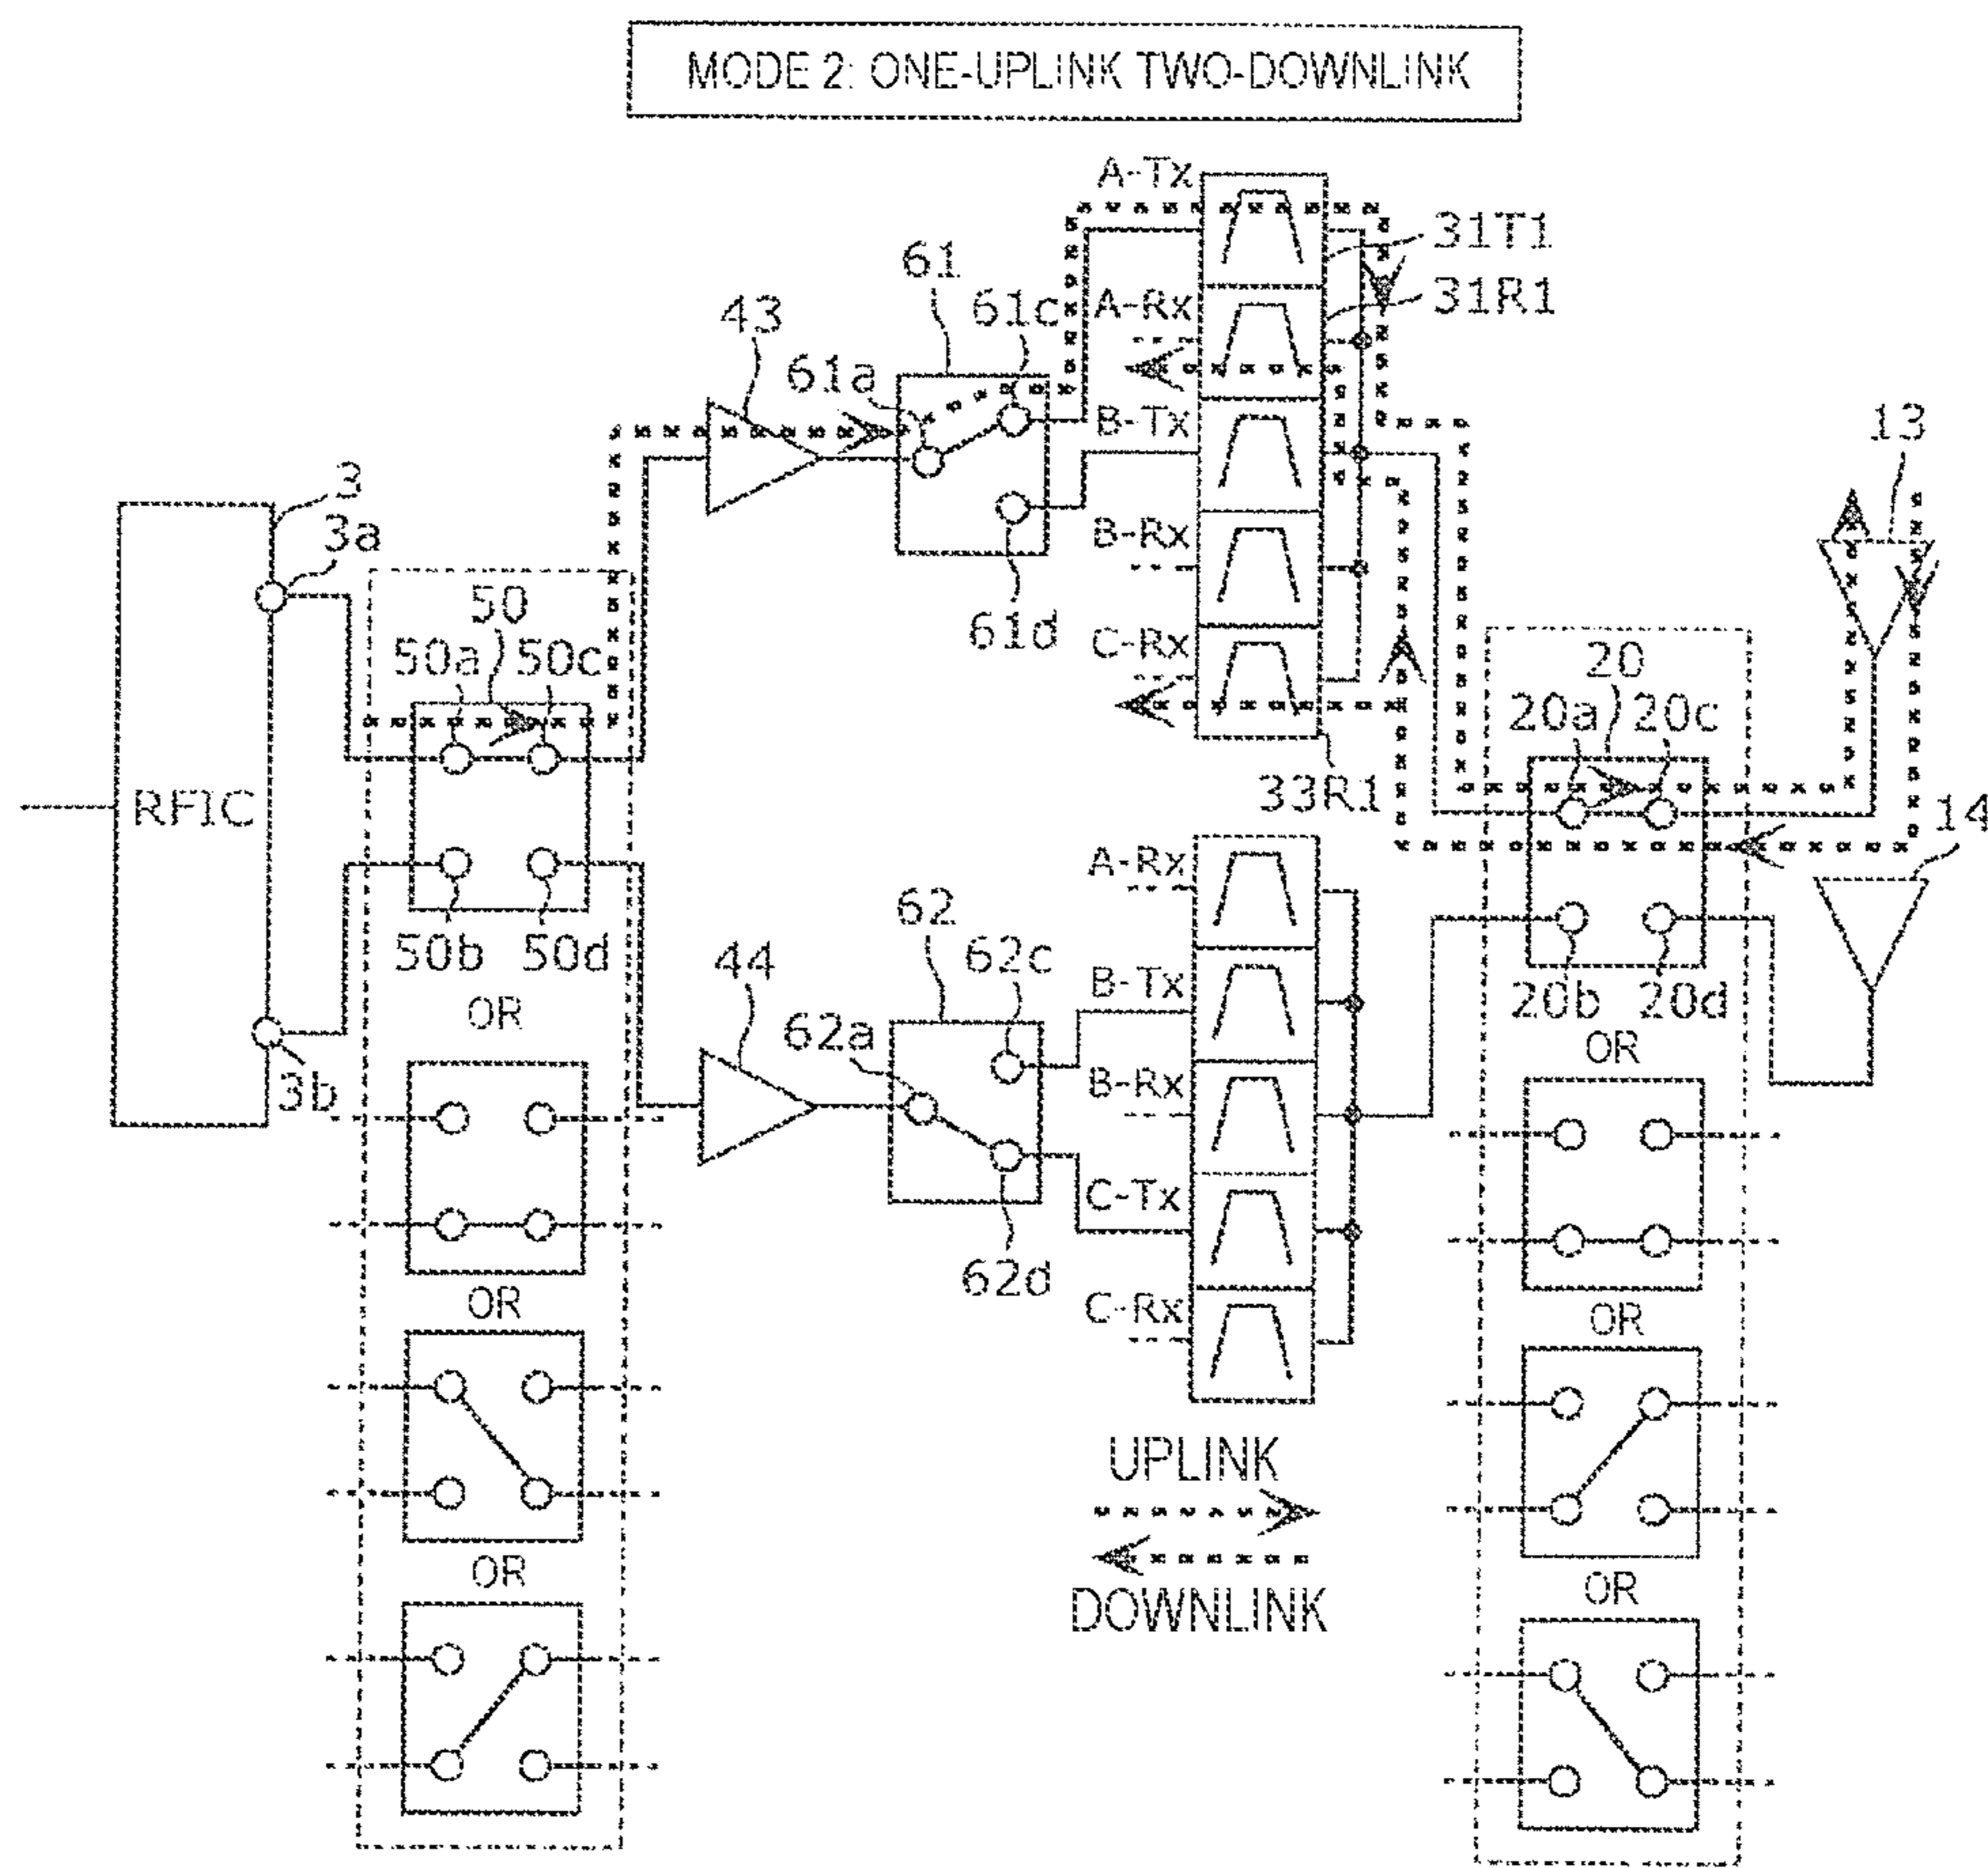 MODE 2: ONE-UPLINK TWO-DOWNLINK
A-Tx
31T1
61
61c
A-Rx
31R1
43
61a
B-Tx
13
3
3a
B-Rx
50
61d
50a
50c
C-Rx
20
20a
20c
RFIC
33R1
14
A-Rx
50b
50d
62
62c
44
B-Tx
20b
20d
OR
62a
OR
3b
B-Rx
C-Tx
62d
OR
C-Rx
OR
UPLINK
OR
OR
DOWNLINK